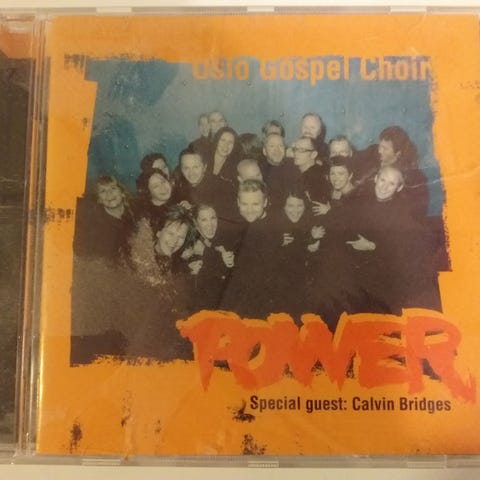 Oslo Gospel Choir
POWER
Special guest: Calvin Bridges